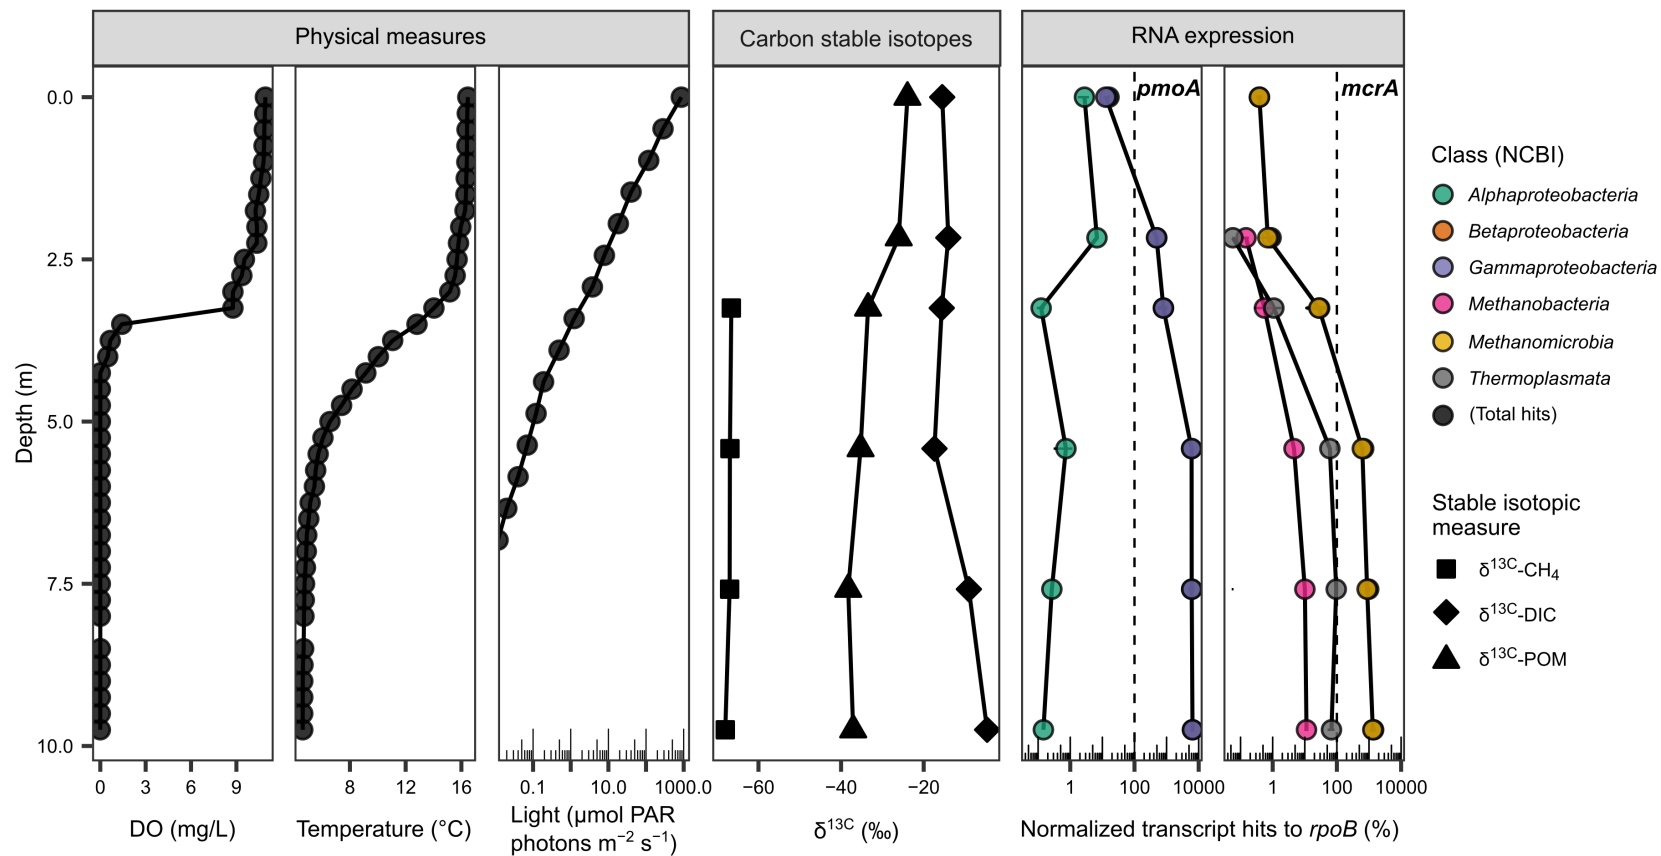 Physical measures
Carbon stable isotopes
RNA expression
pmoA
mcrA
Depth (m)
0.0
2.5
5.0
7.5
10.0
0 3 6 9
DO (mg/L)
8 12 16
Temperature (°C)
0.1 10.0 1000.0
Light (μmol PAR
photons m⁻² s⁻¹)
−60 −40 −20
δ¹³C (‰)
1 100 10000
1 100 10000
Normalized transcript hits to rpoB (%)
Class (NCBI)
Alphaproteobacteria
Betaproteobacteria
Gammaproteobacteria
Methanobacteria
Methanomicrobia
Thermoplasmata
(Total hits)
Stable isotopic
measure
δ¹³C-CH₄
δ¹³C-DIC
δ¹³C-POM